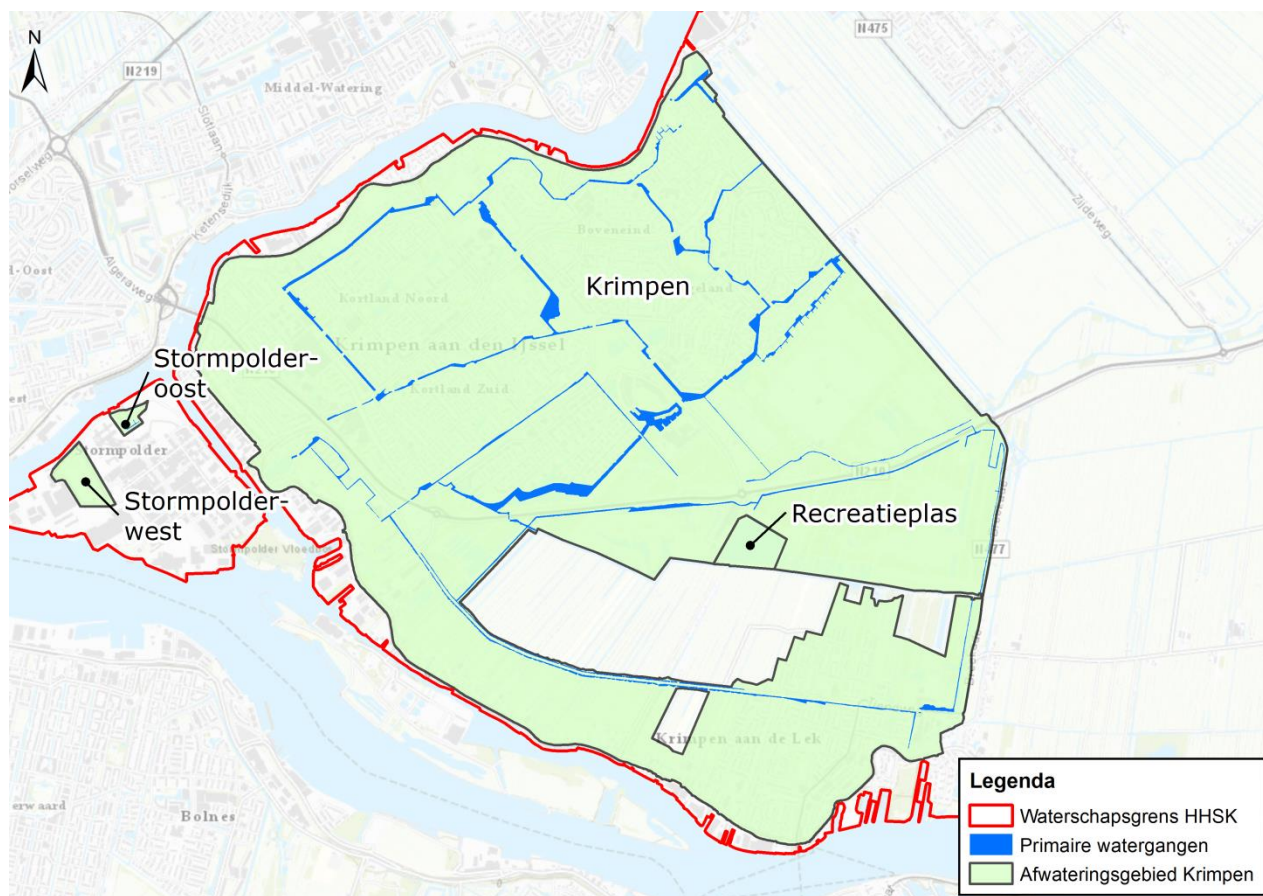 N
N475
N219
Middel-Watering
Slotlaan
Ketensedijk
Zijdeweg
Algeraweg
Boveneind
Krimpen
Kortland Noord
Krimpen aan den IJssel
Kortland Zuid
Stormpolder-
oost
Stormpolder
Stormpolder-
west
N210
Recreatieplas
N477
Krimpen aan de Lek
Bolnes
Legenda
Waterschapsgrens HHSK
Primaire watergangen
Afwateringsgebied Krimpen